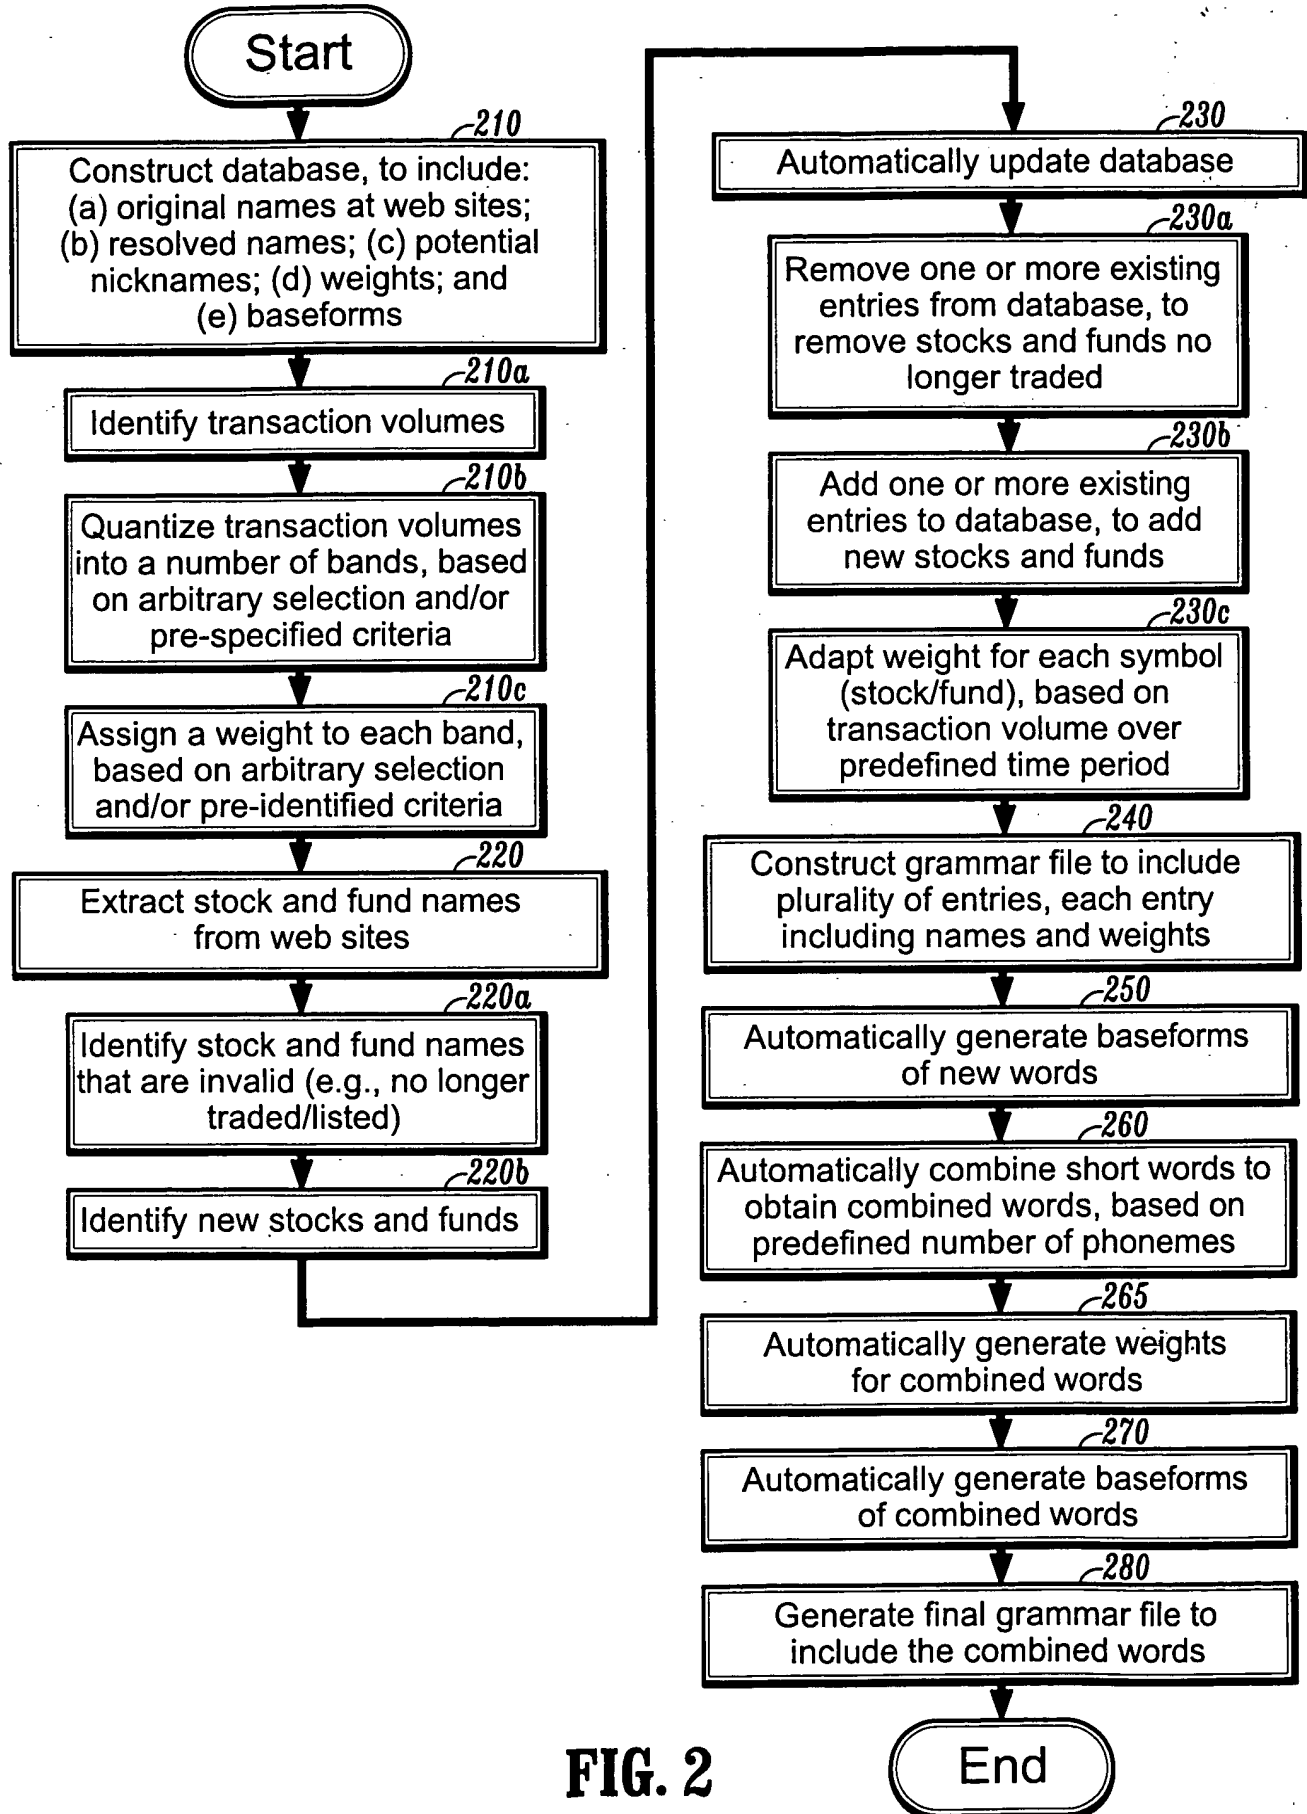 Start
210
Construct database, to include:
(a) original names at web sites;
(b) resolved names; (c) potential
nicknames; (d) weights; and
(e) baseforms
210a
Identify transaction volumes
210b
Quantize transaction volumes
into a number of bands, based
on arbitrary selection and/or
pre-specified criteria
210c
Assign a weight to each band,
based on arbitrary selection
and/or pre-identified criteria
220
Extract stock and fund names
from web sites
220a
Identify stock and fund names
that are invalid (e.g., no longer
traded/listed)
220b
Identify new stocks and funds
230
Automatically update database
230a
Remove one or more existing
entries from database, to
remove stocks and funds no
longer traded
230b
Add one or more existing
entries to database, to add
new stocks and funds
230c
Adapt weight for each symbol
(stock/fund), based on
transaction volume over
predefined time period
240
Construct grammar file to include
plurality of entries, each entry
including names and weights
250
Automatically generate baseforms
of new words
260
Automatically combine short words to
obtain combined words, based on
predefined number of phonemes
265
Automatically generate weights
for combined words
270
Automatically generate baseforms
of combined words
280
Generate final grammar file to
include the combined words
End
FIG. 2